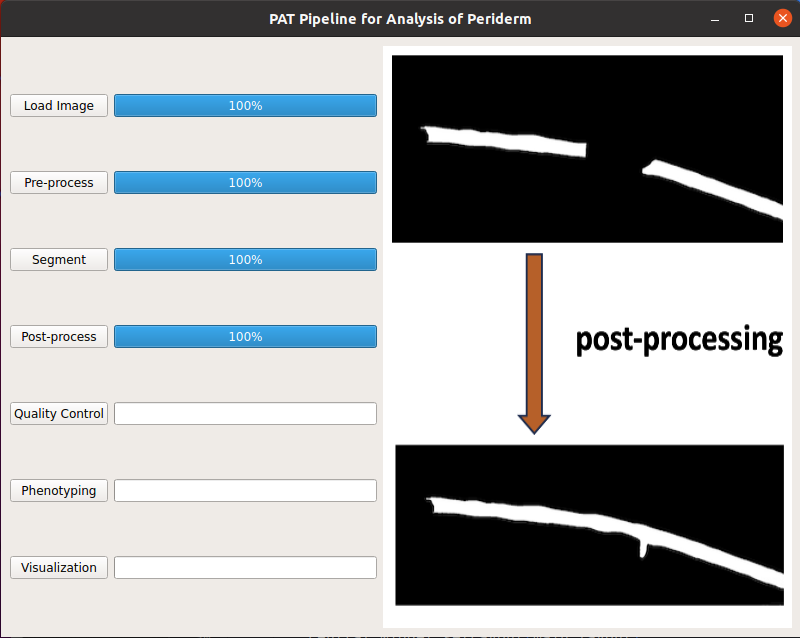 PAT Pipeline for Analysis of Periderm
Load Image 100%
Pre-process 100%
Segment 100%
Post-process 100%
Quality Control
Phenotyping
Visualization
post-processing